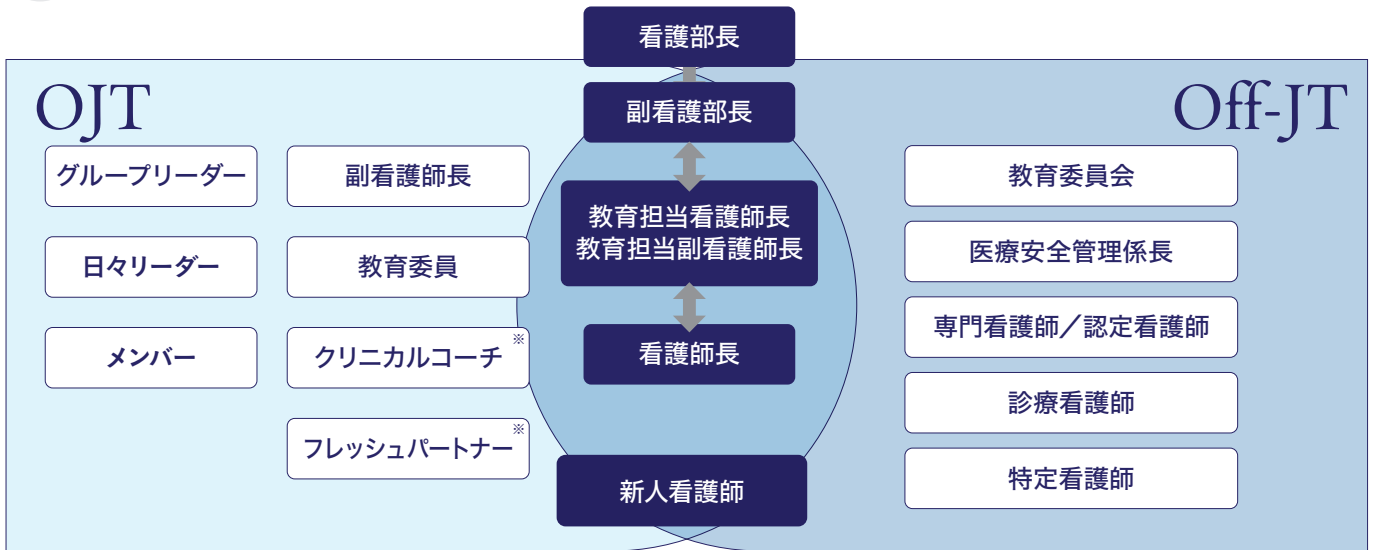 看護部長
副看護部長
教育担当看護師長
教育担当副看護師長
看護師長
新人看護師
OJT
グループリーダー
日々リーダー
メンバー
副看護師長
教育委員
クリニカルコーチ※
フレッシュパートナー※
Off-JT
教育委員会
医療安全管理係長
専門看護師／認定看護師
診療看護師
特定看護師